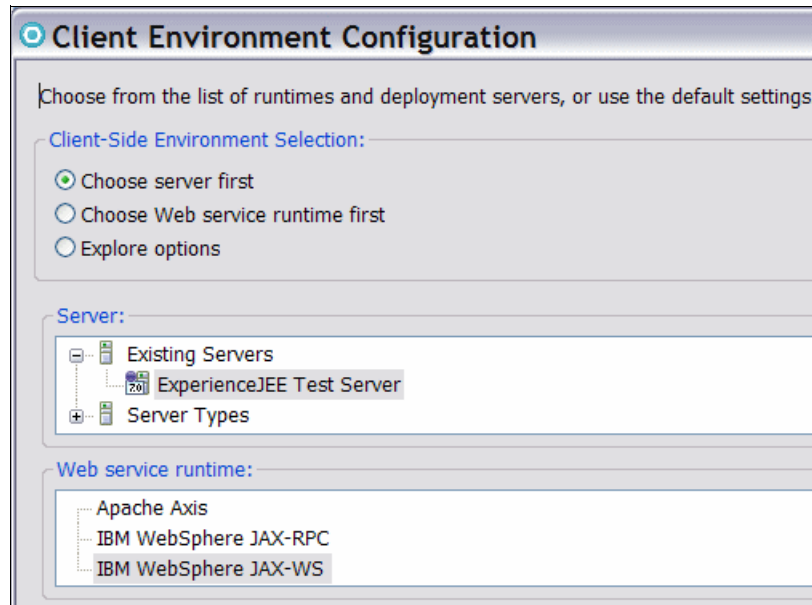 Client Environment Configuration
Choose from the list of runtimes and deployment servers, or use the default settings
Client-Side Environment Selection:
Choose server first
Choose Web service runtime first
Explore options
Server:
Existing Servers
7.0
ExperienceJEE Test Server
Server Types
Web service runtime:
Apache Axis
IBM WebSphere JAX-RPC
IBM WebSphere JAX-WS